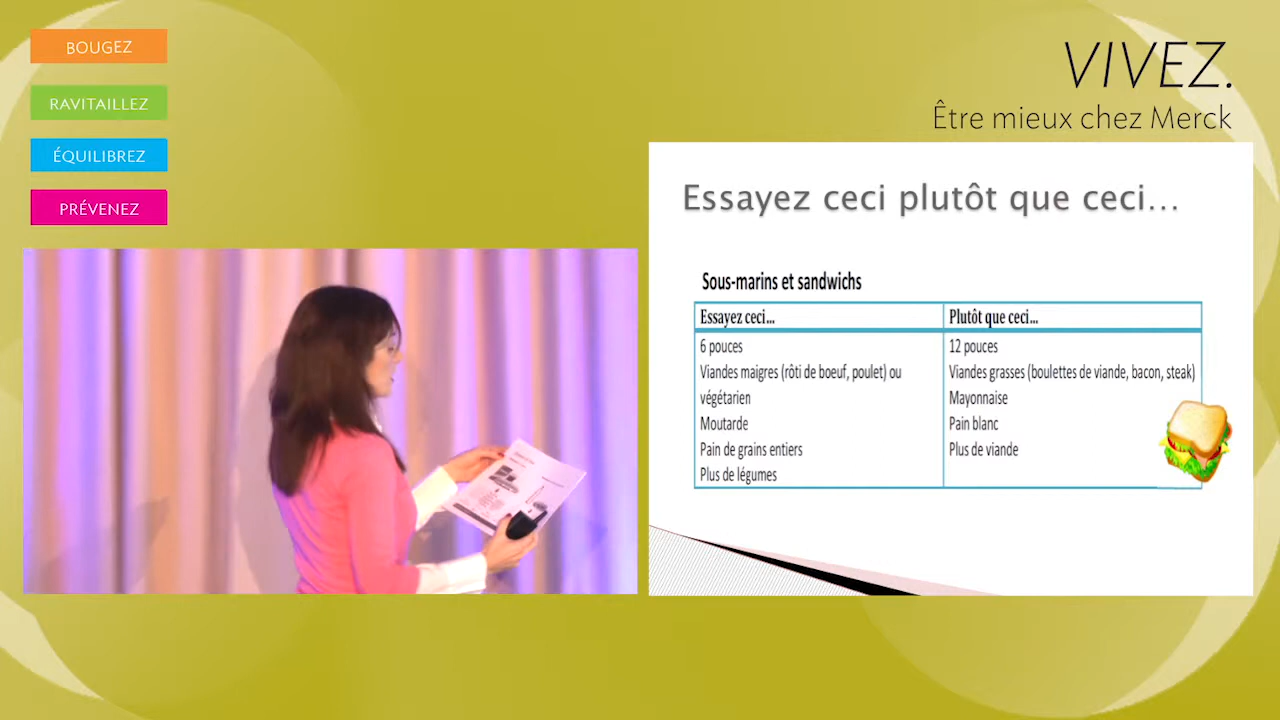 BOUGEZ
RAVITAILLEZ
ÉQUILIBREZ
PRÉVENEZ
VIVEZ.
Être mieux chez Merck
Essayez ceci plutôt que ceci...
Sous-marins et sandwichs
Essayez ceci...
6 pouces
Viandes maigres (rôti de boeuf, poulet) ou
végétarien
Moutarde
Pain de grains entiers
Plus de légumes
Plutôt que ceci...
12 pouces
Viandes grasses (boulettes de viande, bacon, steak)
Mayonnaise
Pain blanc
Plus de viande